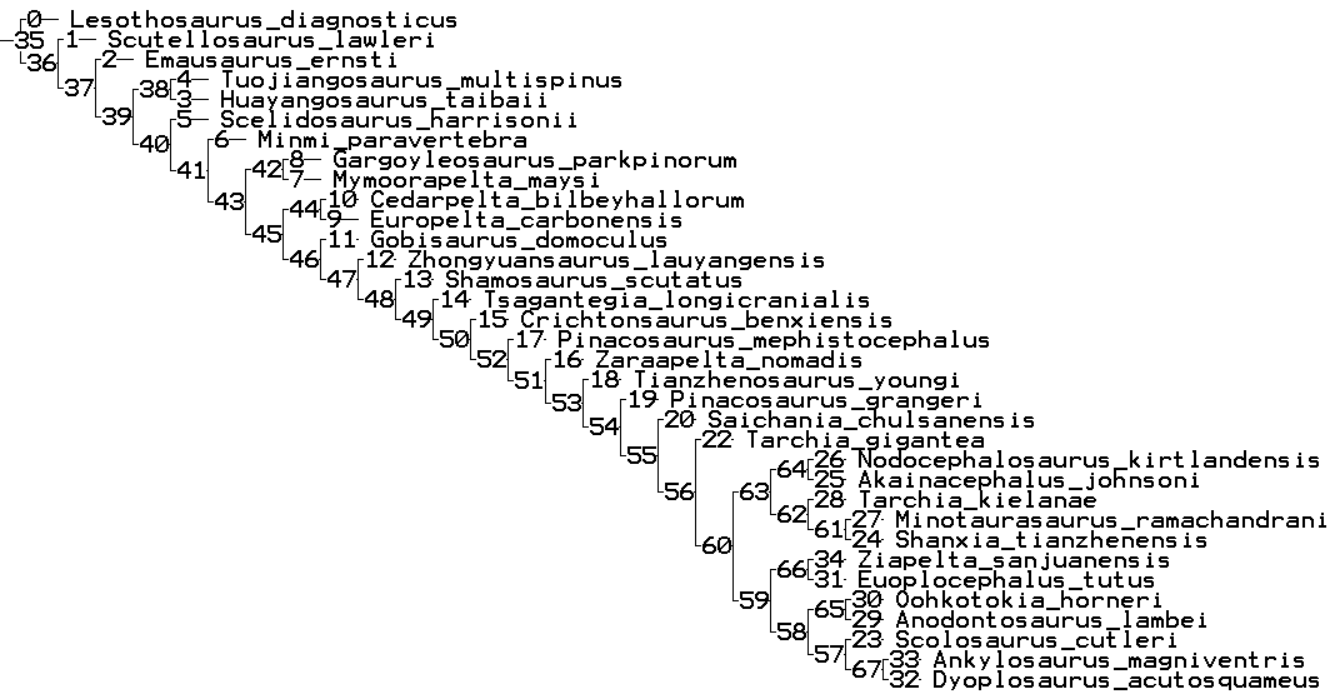 0 Lesothosaurus_diagnosticus
35 1 Scutellosaurus_lawleri
36 2 Emausaurus_ernsti
37 38 4 Tuojiangosaurus_multispinus
3 Huayangosaurus_taibaii
39 5 Scelidosaurus_harrisonii
40 6 Minmi_paravertebra
41 42 8 Gargoyleosaurus_parkpinorum
7 Mymoorapelta_maysi
43 44 10 Cedarpelta_bilbeyhallorum
9 Europelta_carbonensis
45 11 Gobisaurus_domoculus
46 12 Zhongyuansaurus_lauyangensis
47 13 Shamosaurus_scutatus
48 14 Tsagantegia_longicranialis
49 15 Crichtonsaurus_benxiensis
50 17 Pinacosaurus_mephistocephalus
52 16 Zaraapelta_nomadis
51 18 Tianzhenosaurus_youngi
53 19 Pinacosaurus_grangeri
54 20 Saichania_chulsanensis
22 Tarchia_gigantea
55 64 26 Nodocephalosaurus_kirtlandensis
25 Akainacephalus_johnsoni
56 63 28 Tarchia_kielanae
62 61 27 Minotaurasaurus_ramachandrani
24 Shanxia_tianzhenensis
60 66 34 Ziapelta_sanjuanensis
31 Euoplocephalus_tutus
59 65 30 Oohkotokia_horneri
29 Anodontosaurus_lambei
58 23 Scolosaurus_cutleri
57 67 33 Ankylosaurus_magniventris
32 Dyoplosaurus_acutosquameus